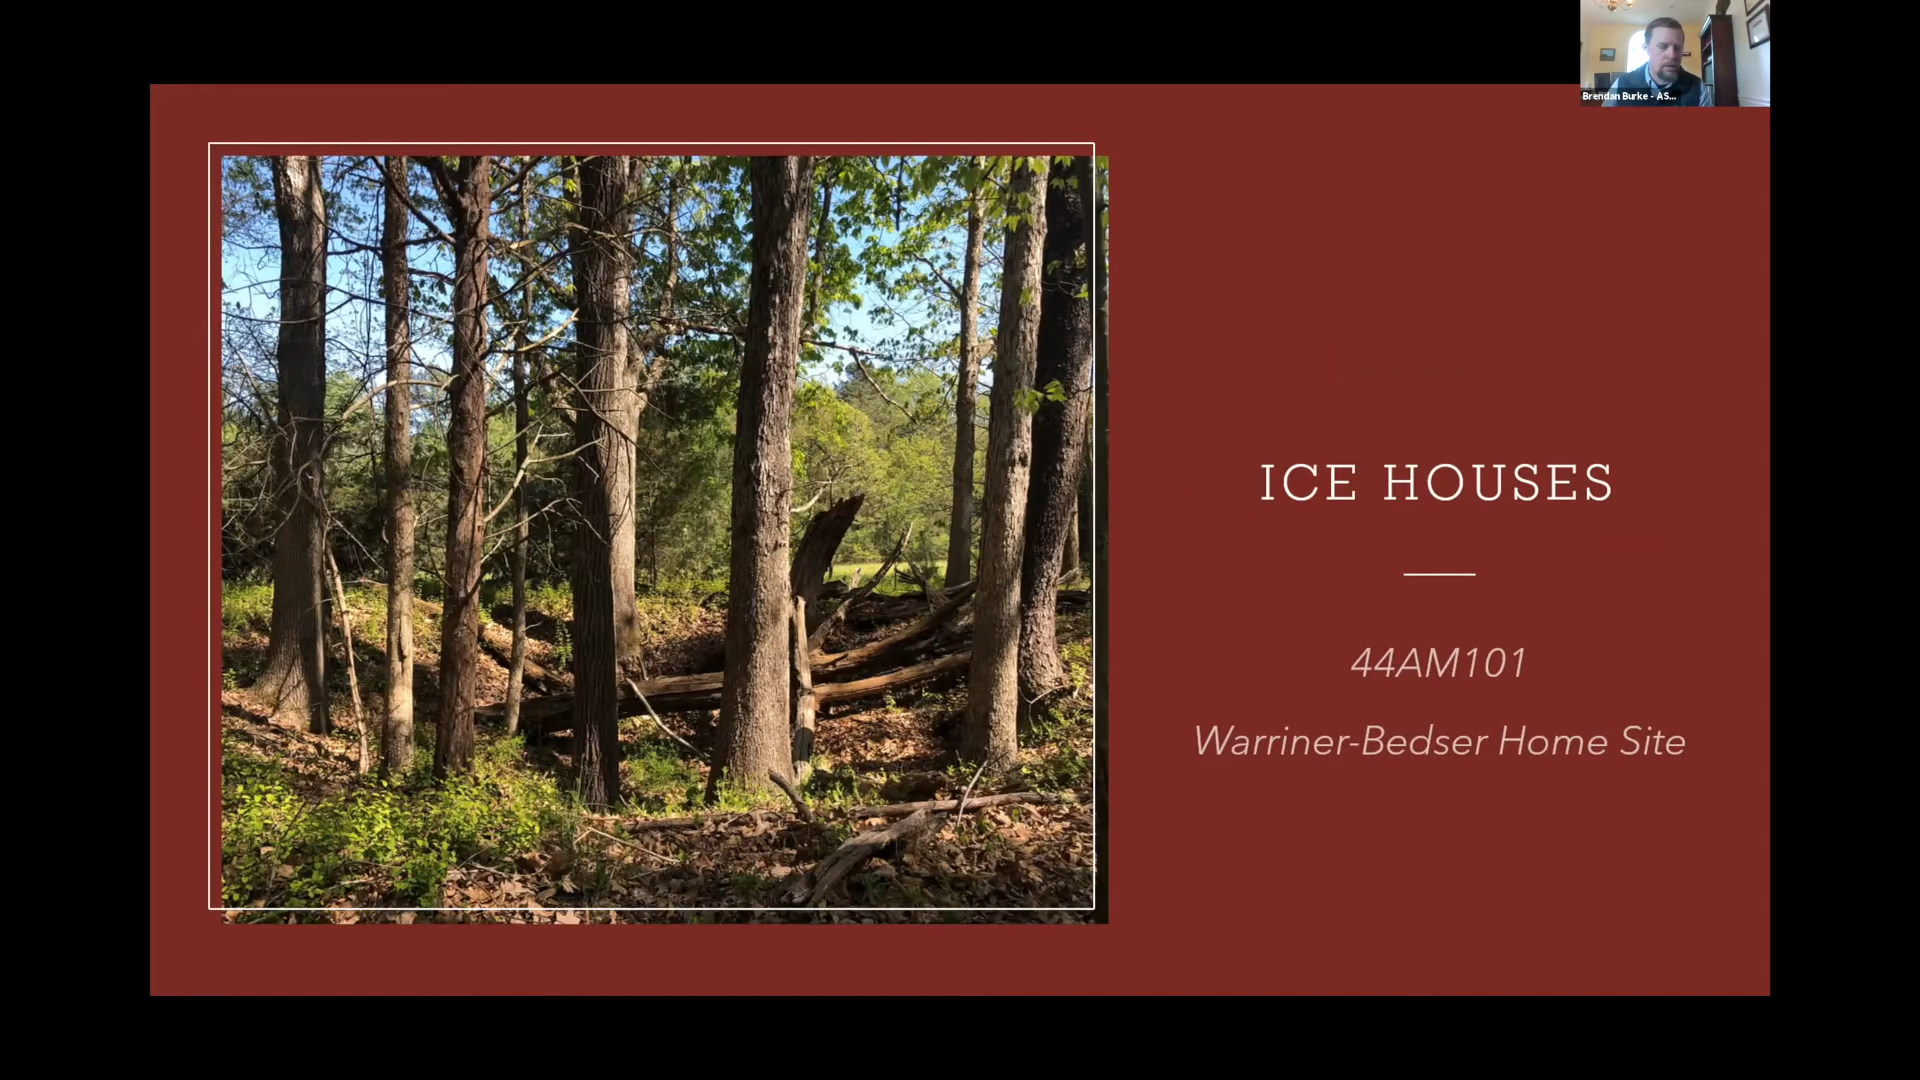 Brendan Burke - AS...
ICE HOUSES
44AM101
Warriner-Bedser Home Site